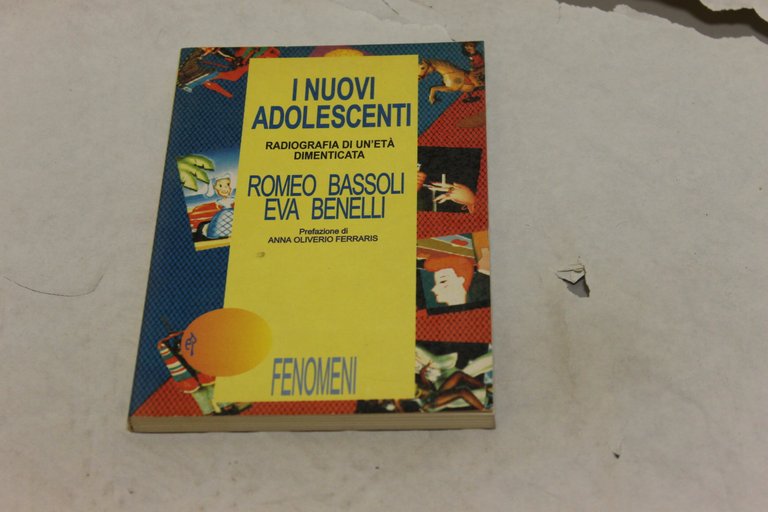 I NUOVI
ADOLESCENTI
RADIOGRAFIA DI UN'ETÀ
DIMENTICATA
ROMEO BASSOLI
EVA BENELLI
Prefazione di
ANNA OLIVERIO FERRARIS
FENOMENI